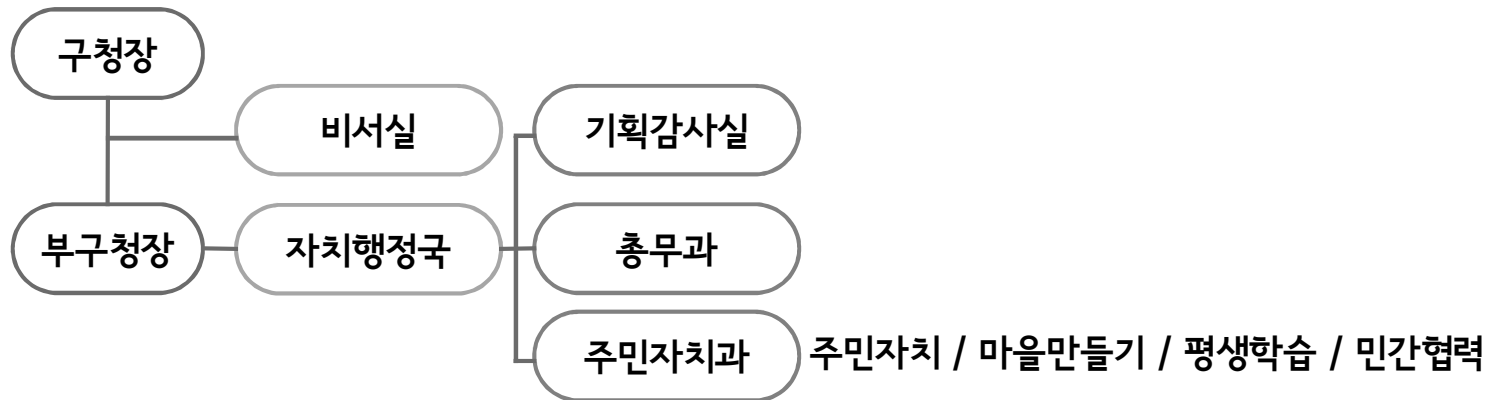 구청장
비서실
기획감사실
부구청장
자치행정국
총무과
주민자치과
주민자치 / 마을만들기 / 평생학습 / 민간협력